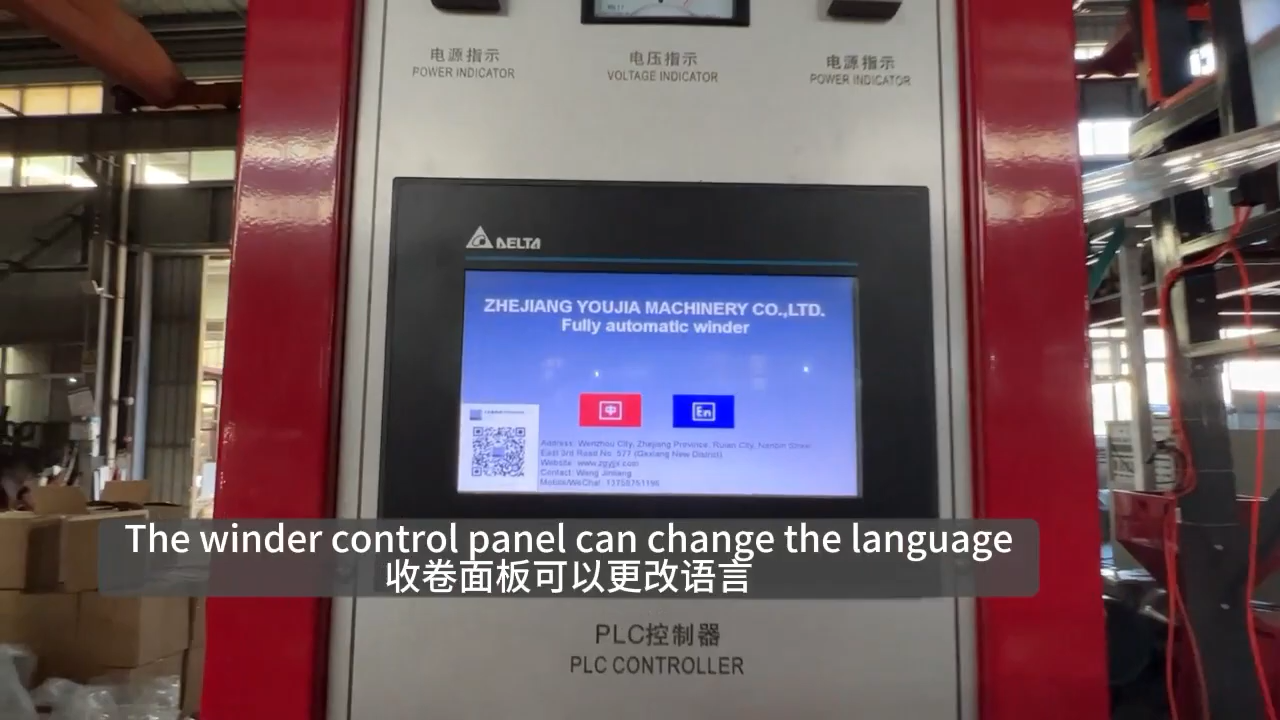 电源指示
POWER INDICATOR
电压指示
VOLTAGE INDICATOR
电源指示
POWER INDICATOR
DELTA
ZHEJIANG YOUJIA MACHINERY CO.,LTD.
Fully automatic winder
中
En
Address: Wenzhou City, Zhejiang Province, Ruian City, Nanbin Street
East 3rd Road No. 577 (Gexiang New District)
Website: www.zgyjjx.com
Contact: Weng Jinliang
Mobile/WeChat:
The winder control panel can change the language
收卷面板可以更改语言
PLC控制器
PLC CONTROLLER